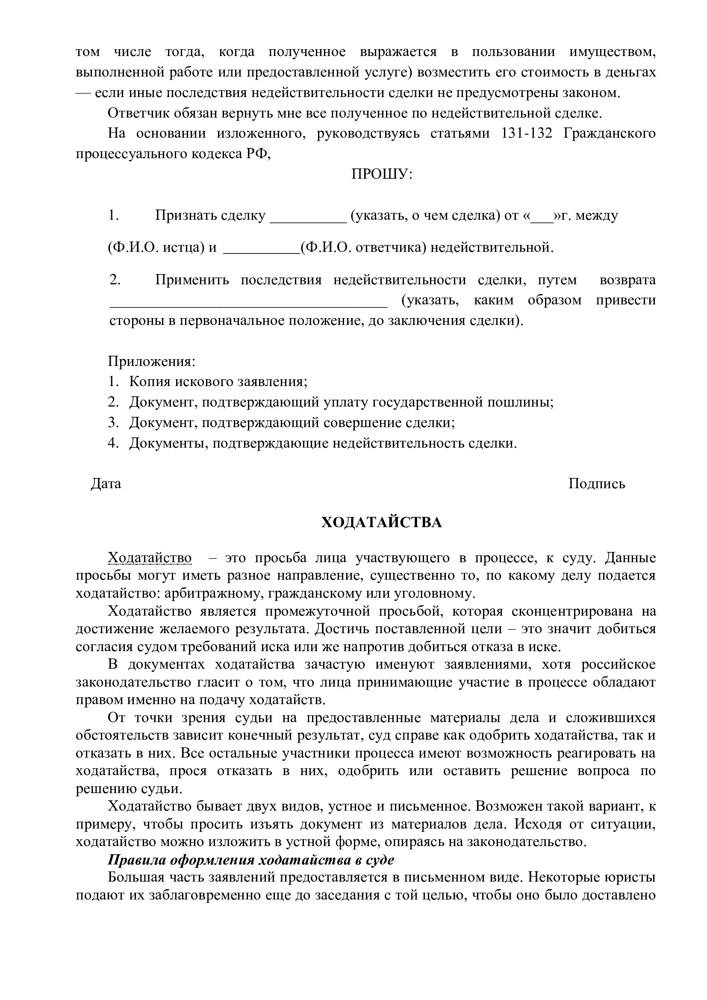 том числе тогда, когда полученное выражается в пользовании имуществом,
выполненной работе или предоставленной услуге) возместить его стоимость в деньгах
— если иные последствия недействительности сделки не предусмотрены законом.
Ответчик обязан вернуть мне все полученное по недействительной сделке.
На основании изложенного, руководствуясь статьями 131-132 Гражданского
процессуального кодекса РФ,
ПРОШУ:
1. Признать сделку __________ (указать, о чем сделка) от «___»г. между
(Ф.И.О. истца) и __________(Ф.И.О. ответчика) недействительной.
2. Применить последствия недействительности сделки, путем возврата
____________________________________ (указать, каким образом привести
стороны в первоначальное положение, до заключения сделки).
Приложения:
1. Копия искового заявления;
2. Документ, подтверждающий уплату государственной пошлины;
3. Документ, подтверждающий совершение сделки;
4. Документы, подтверждающие недействительность сделки.
Дата Подпись
ХОДАТАЙСТВА
Ходатайство – это просьба лица участвующего в процессе, к суду. Данные
просьбы могут иметь разное направление, существенно то, по какому делу подается
ходатайство: арбитражному, гражданскому или уголовному.
Ходатайство является промежуточной просьбой, которая сконцентрирована на
достижение желаемого результата. Достичь поставленной цели – это значит добиться
согласия судом требований иска или же напротив добиться отказа в иске.
В документах ходатайства зачастую именуют заявлениями, хотя российское
законодательство гласит о том, что лица принимающие участие в процессе обладают
правом именно на подачу ходатайств.
От точки зрения судьи на предоставленные материалы дела и сложившихся
обстоятельств зависит конечный результат, суд справе как одобрить ходатайства, так и
отказать в них. Все остальные участники процесса имеют возможность реагировать на
ходатайства, прося отказать в них, одобрить или оставить решение вопроса по
решению судьи.
Ходатайство бывает двух видов, устное и письменное. Возможен такой вариант, к
примеру, чтобы просить изъять документ из материалов дела. Исходя от ситуации,
ходатайство можно изложить в устной форме, опираясь на законодательство.
Правила оформления ходатайства в суде
Большая часть заявлений предоставляется в письменном виде. Некоторые юристы
подают их заблаговременно еще до заседания с той целью, чтобы оно было доставлено